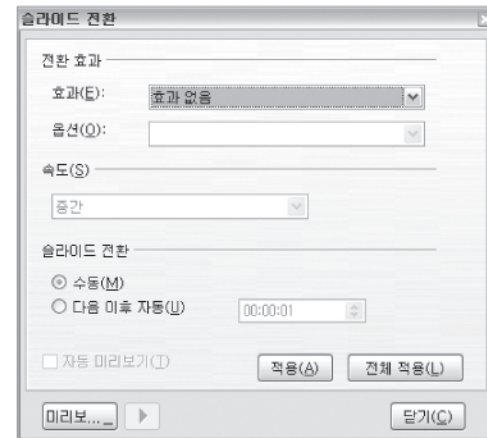 슬라이드 전환
전환 효과
효과(E): 효과 없음
옵션(O):
속도(S)
중간
슬라이드 전환
수동(M)
다음 이후 자동(U) 00:00:01
자동 미리보기(T) 적용(A) 전체 적용(L)
미리보... 닫기(C)